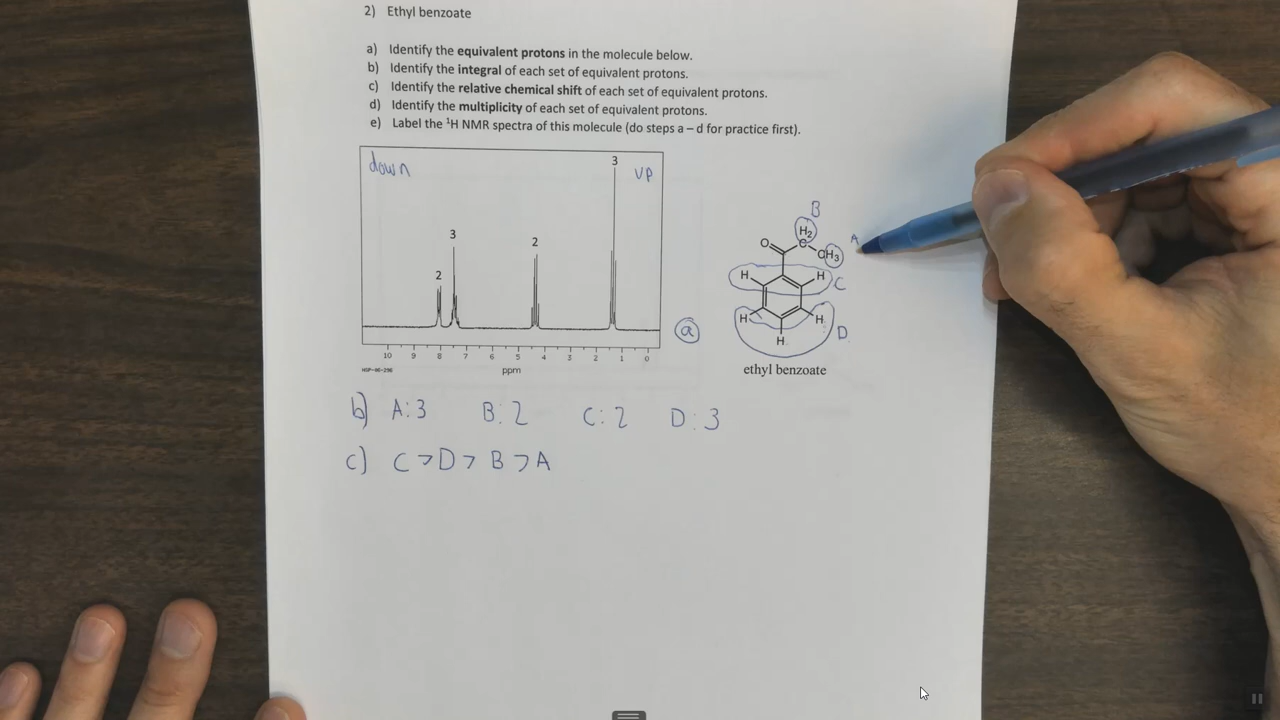 2) Ethyl benzoate
a) Identify the equivalent protons in the molecule below.
b) Identify the integral of each set of equivalent protons.
c) Identify the relative chemical shift of each set of equivalent protons.
d) Identify the multiplicity of each set of equivalent protons.
e) Label the ¹H NMR spectra of this molecule (do steps a – d for practice first).
down
UP
3
3
2
2
10 9 8 7 6 5 4 3 2 1 0
ppm
a
B
H₂
C
A
O
CH₃
H
H
C
H
H
D
H
ethyl benzoate
b) A: 3 B: 2 C: 2 D: 3
c) C > D > B > A